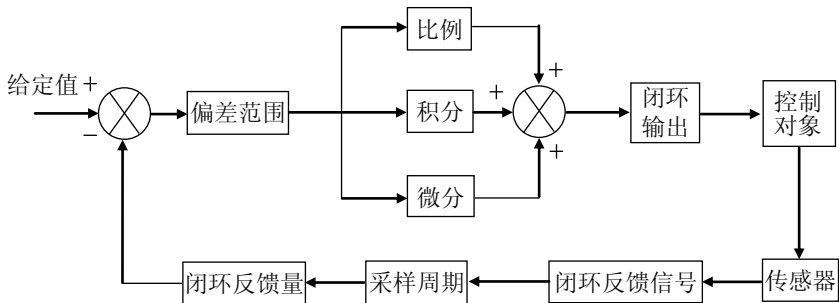 比例
给定值 +
+
偏差范围
积分
+
闭环
输出
控制
对象
−
+
微分
闭环反馈量
采样周期
闭环反馈信号
传感器